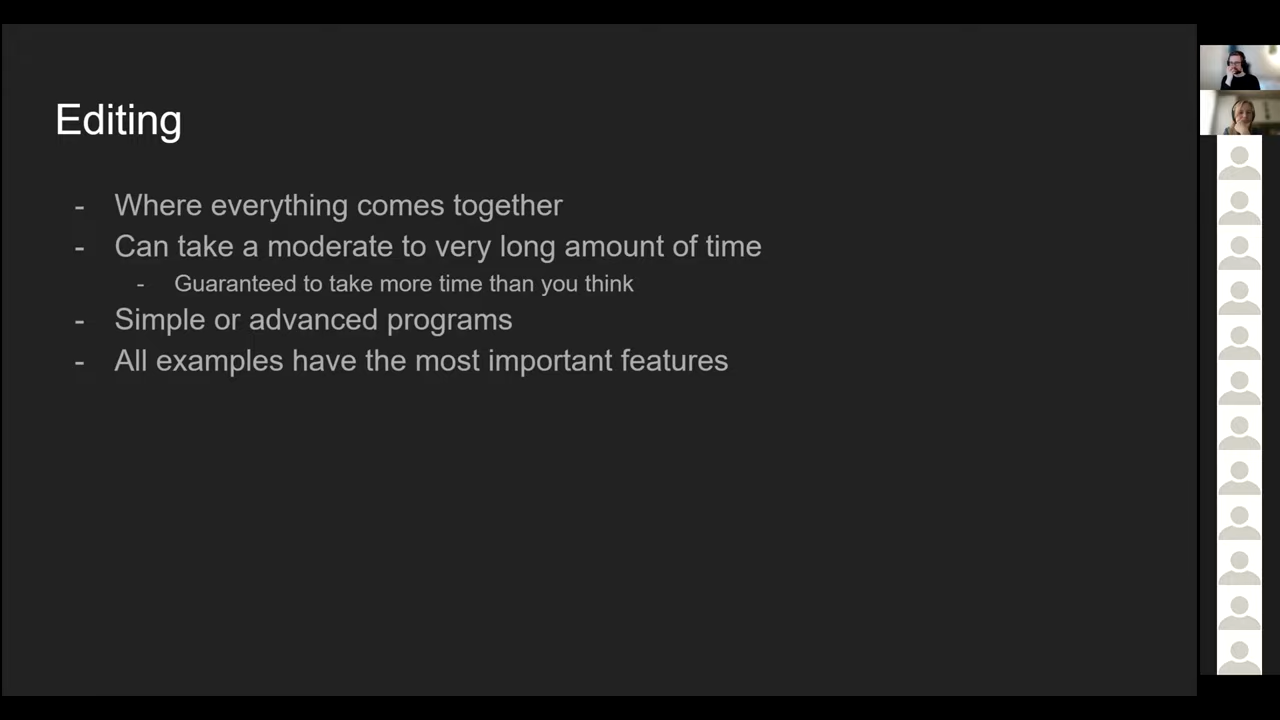 Editing
- Where everything comes together
- Can take a moderate to very long amount of time
- Guaranteed to take more time than you think
- Simple or advanced programs
- All examples have the most important features